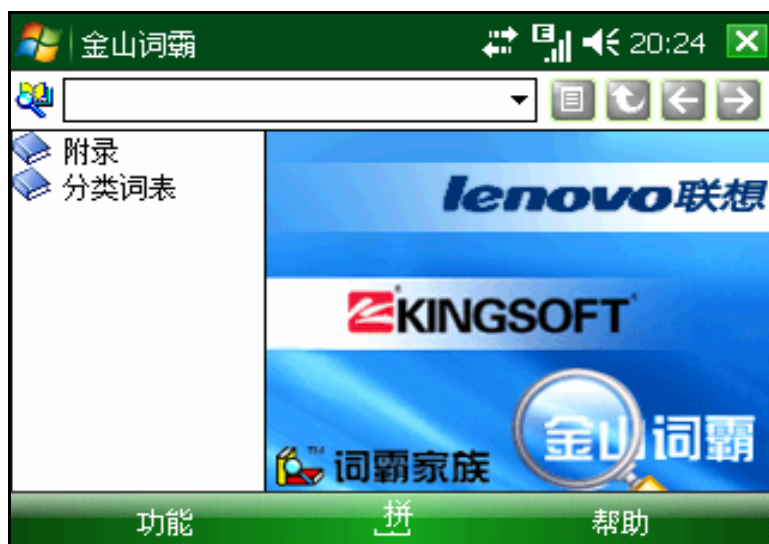 金山词霸
E
20:24
附录
分类词表
lenovo联想
KINGSOFT
金山词霸
™ 词霸家族
功能
拼
帮助